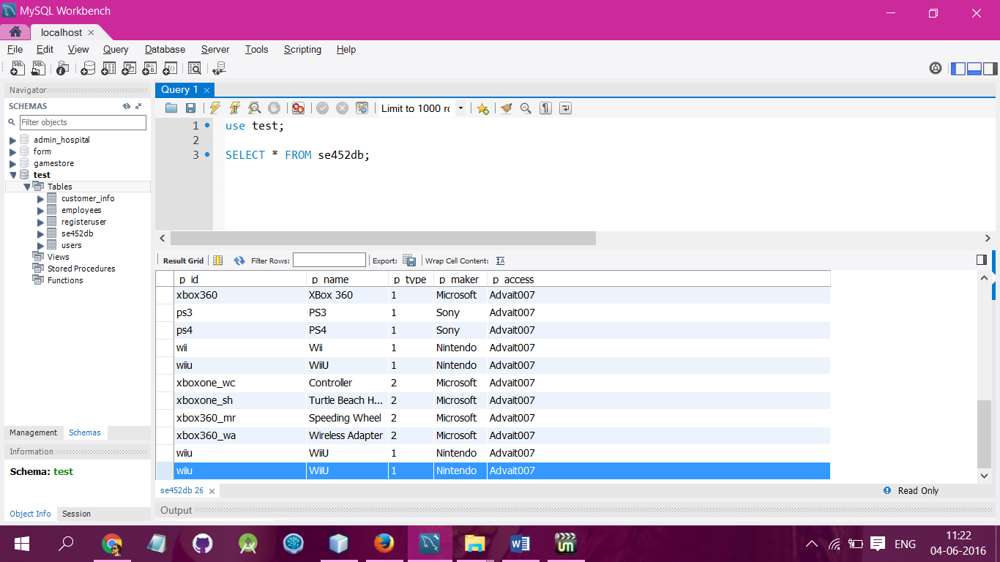 MySQL Workbench
localhost
File Edit View Query Database Server Tools Scripting Help
Navigator
SCHEMAS
Filter objects
admin_hospital
form
gamestore
test
Tables
customer_info
employees
registeruser
se452db
users
Views
Stored Procedures
Functions
Management Schemas
Information
Schema: test
Object Info Session
Query 1
Limit to 1000 rc
1 use test;
2
3 SELECT * FROM se452db;
Result Grid Filter Rows: Export: Wrap Cell Content:
p_id p_name p_type p_maker p_access
xbox360 XBox 360 1 Microsoft Advait007
ps3 PS3 1 Sony Advait007
ps4 PS4 1 Sony Advait007
wii Wii 1 Nintendo Advait007
wiiu WiiU 1 Nintendo Advait007
xboxone_wc Controller 2 Microsoft Advait007
xboxone_sh Turtle Beach H... 2 Microsoft Advait007
xbox360_mr Speeding Wheel 2 Microsoft Advait007
xbox360_wa Wireless Adapter 2 Microsoft Advait007
wiiu WiiU 1 Nintendo Advait007
wiiu WiiU 1 Nintendo Advait007
se452db 26 Read Only
Output
ENG
11:22
04-06-2016